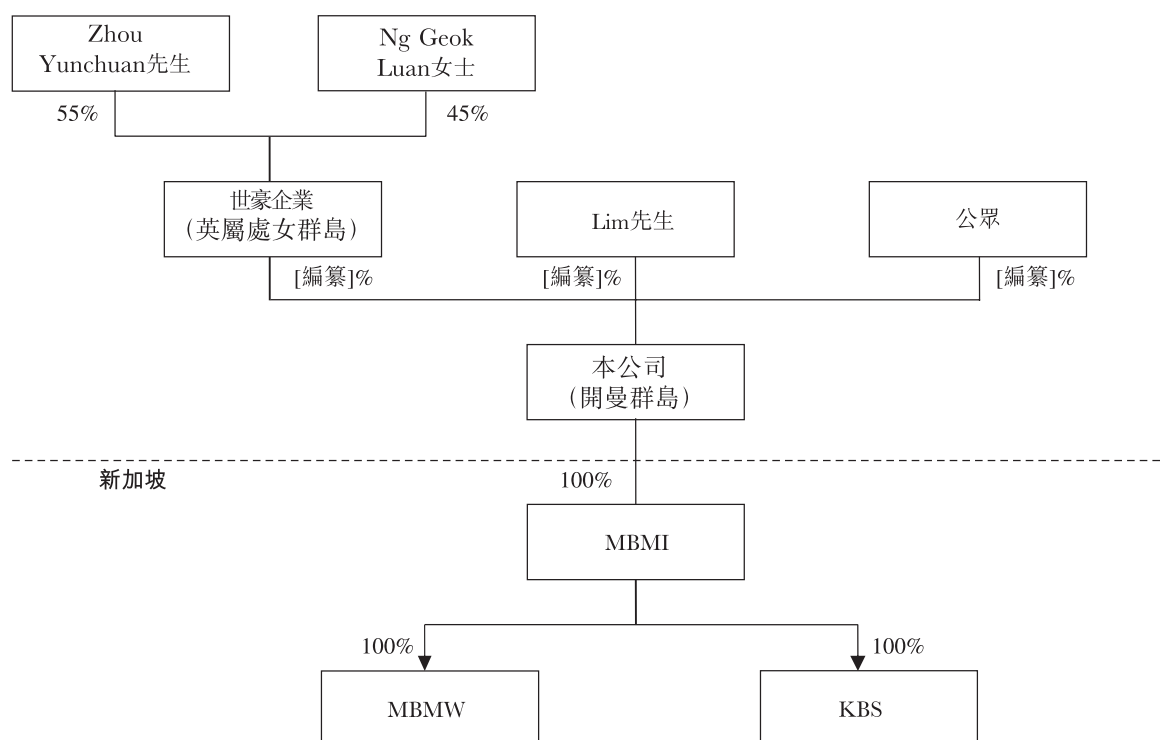 Zhou
Yunchuan先生
Ng Geok
Luan女士
55%
45%
世豪企業
(英屬處女群島)
Lim先生
公眾
[編纂]%
[編纂]%
[編纂]%
本公司
(開曼群島)
新加坡
100%
MBMI
100%
100%
MBMW
KBS